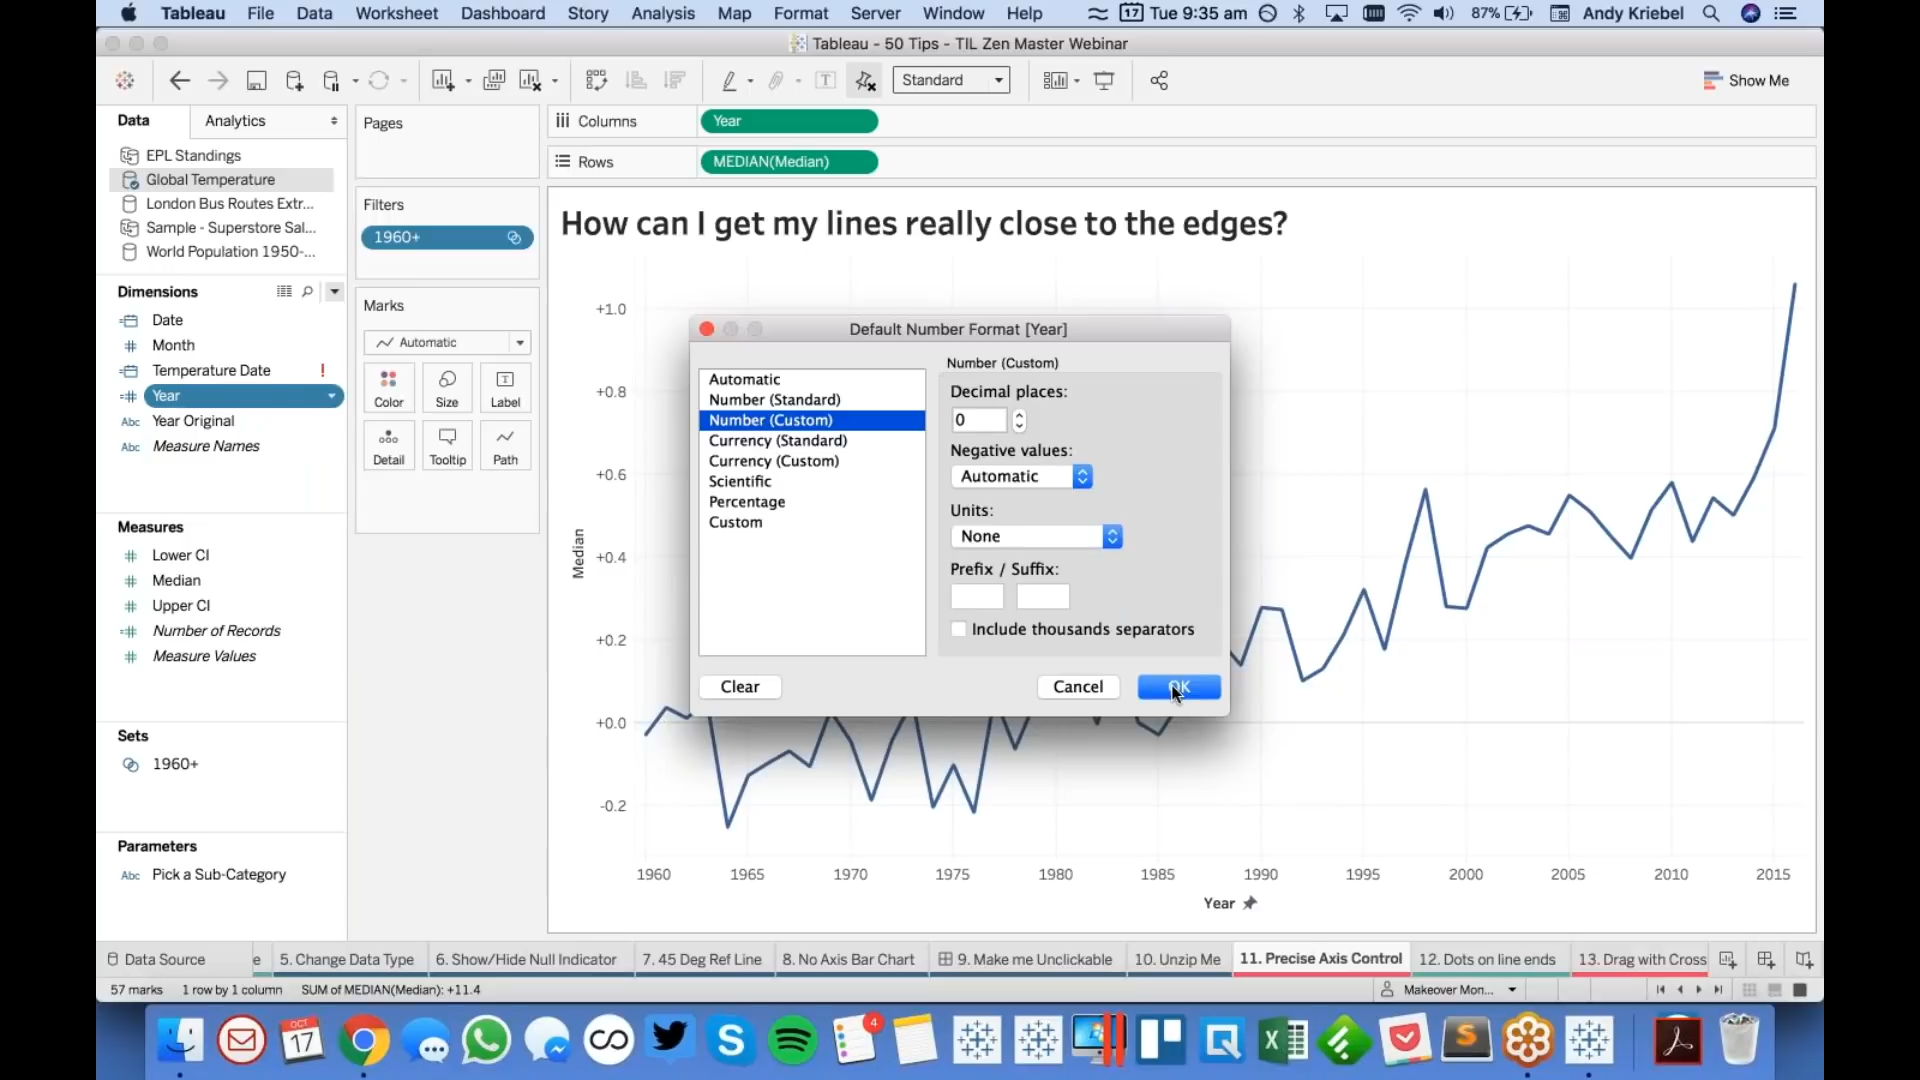 Tableau File Data Worksheet Dashboard Story Analysis Map Format Server Window Help 17 Tue 9:35 am 87% Andy Kriebel
Tableau - 50 Tips - TIL Zen Master Webinar
Standard
Show Me
Data Analytics
EPL Standings
Global Temperature
London Bus Routes Extr...
Sample - Superstore Sal...
World Population 1950-...
Dimensions
Date
Month
Temperature Date !
Year
Abc Year Original
Abc Measure Names
Measures
Lower CI
Median
Upper CI
Number of Records
Measure Values
Sets
1960+
Parameters
Abc Pick a Sub-Category
Pages
Filters
1960+
Marks
Automatic
Color Size Label
Detail Tooltip Path
Columns Year
Rows MEDIAN(Median)
How can I get my lines really close to the edges?
Median
+1.0
+0.8
+0.6
+0.4
+0.2
+0.0
-0.2
1960 1965 1970 1975 1980 1985 1990 1995 2000 2005 2010 2015
Year
Default Number Format [Year]
Automatic
Number (Standard)
Number (Custom)
Currency (Standard)
Currency (Custom)
Scientific
Percentage
Custom
Number (Custom)
Decimal places:
0
Negative values:
Automatic
Units:
None
Prefix / Suffix:
Include thousands separators
Clear Cancel OK
Data Source e 5. Change Data Type 6. Show/Hide Null Indicator 7. 45 Deg Ref Line 8. No Axis Bar Chart 9. Make me Unclickable 10. Unzip Me 11. Precise Axis Control 12. Dots on line ends 13. Drag with Cross
57 marks 1 row by 1 column SUM of MEDIAN(Median): +11.4 Makeover Mon...
OCT
17
4